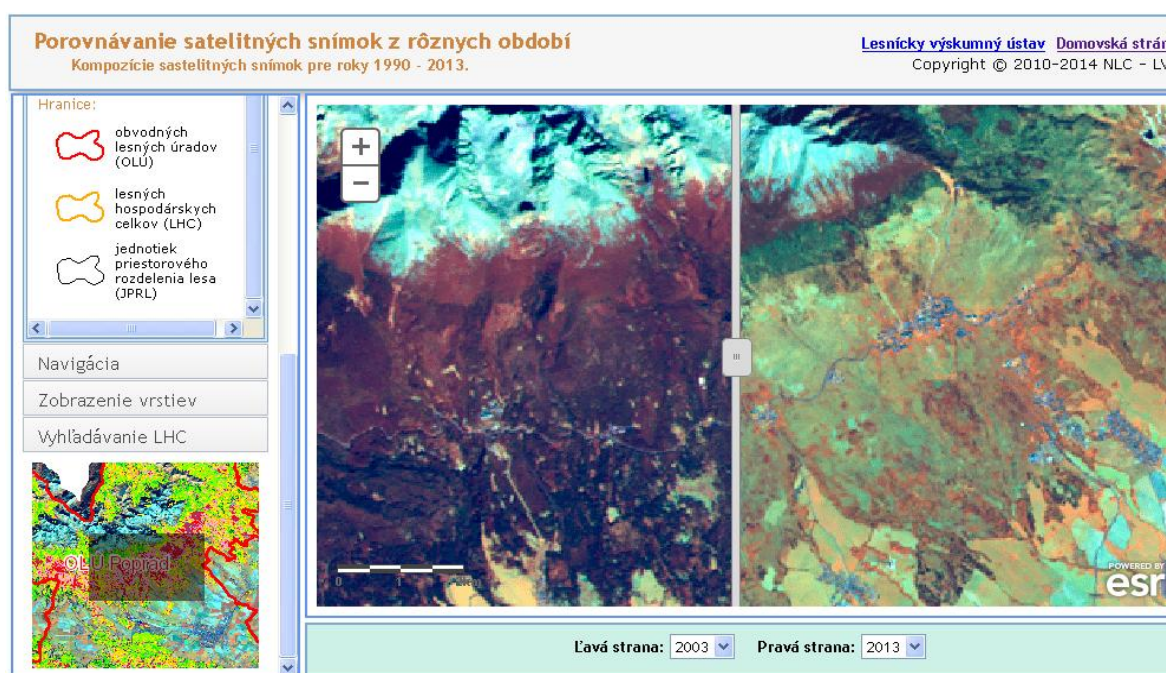 Porovnávanie satelitných snímok z rôznych období
Kompozície sastelitných snímok pre roky 1990 - 2013.
Lesnícky výskumný ústav Domovská strán
Copyright © 2010-2014 NLC - LV
Hranice:
obvodných
lesných úradov
(OLÚ)
lesných
hospodárskych
celkov (LHC)
jednotiek
priestorového
rozdelenia lesa
(JPRL)
Navigácia
Zobrazenie vrstiev
Vyhľadávanie LHC
OLÚ Poprad
+
−
0 1
POWERED BY
esri
Ľavá strana: 2003 Pravá strana: 2013